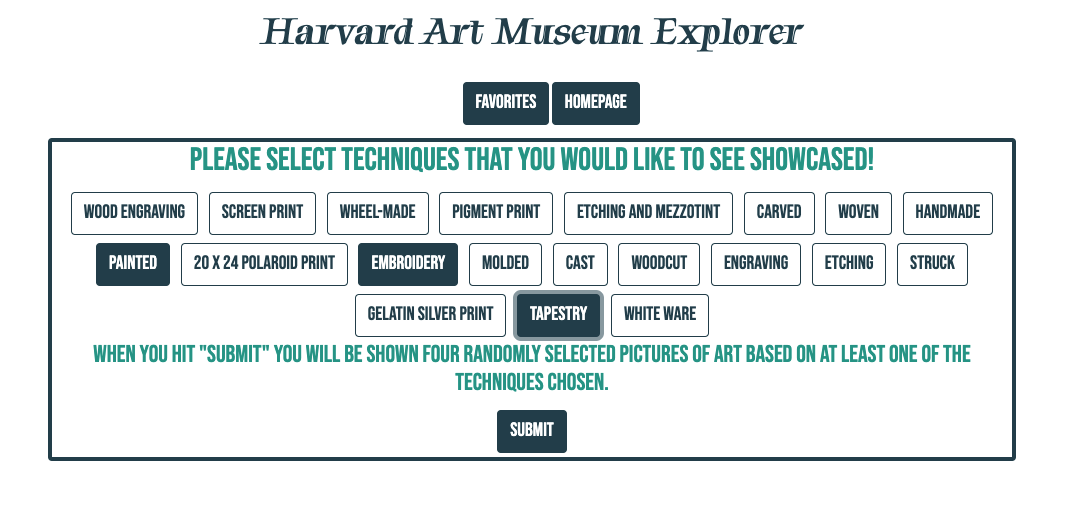 Harvard Art Museum Explorer
FAVORITES HOMEPAGE
PLEASE SELECT TECHNIQUES THAT YOU WOULD LIKE TO SEE SHOWCASED!
WOOD ENGRAVING SCREEN PRINT WHEEL-MADE PIGMENT PRINT ETCHING AND MEZZOTINT CARVED WOVEN HANDMADE
PAINTED 20 X 24 POLAROID PRINT EMBROIDERY MOLDED CAST WOODCUT ENGRAVING ETCHING STRUCK
GELATIN SILVER PRINT TAPESTRY WHITE WARE
WHEN YOU HIT "SUBMIT" YOU WILL BE SHOWN FOUR RANDOMLY SELECTED PICTURES OF ART BASED ON AT LEAST ONE OF THE
TECHNIQUES CHOSEN.
SUBMIT